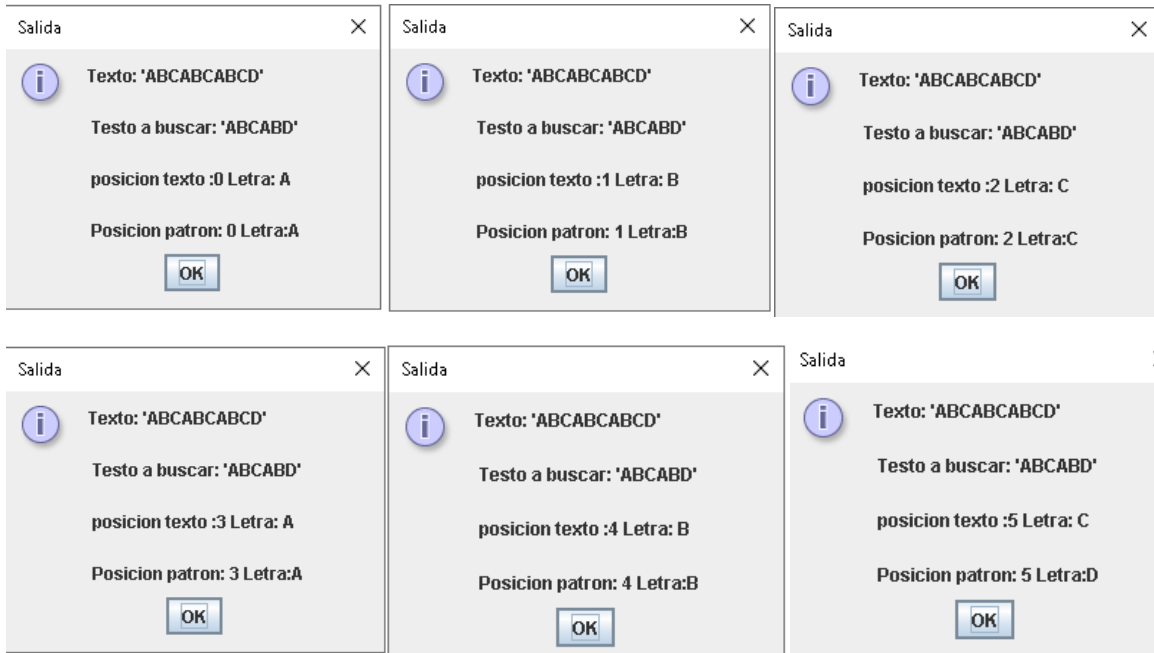 Salida
Texto: 'ABCABCABCD'
Testo a buscar: 'ABCABD'
posicion texto :0 Letra: A
Posicion patron: 0 Letra:A
OK
Salida
Texto: 'ABCABCABCD'
Testo a buscar: 'ABCABD'
posicion texto :1 Letra: B
Posicion patron: 1 Letra:B
OK
Salida
Texto: 'ABCABCABCD'
Testo a buscar: 'ABCABD'
posicion texto :2 Letra: C
Posicion patron: 2 Letra:C
OK
Salida
Texto: 'ABCABCABCD'
Testo a buscar: 'ABCABD'
posicion texto :3 Letra: A
Posicion patron: 3 Letra:A
OK
Salida
Texto: 'ABCABCABCD'
Testo a buscar: 'ABCABD'
posicion texto :4 Letra: B
Posicion patron: 4 Letra:B
OK
Salida
Texto: 'ABCABCABCD'
Testo a buscar: 'ABCABD'
posicion texto :5 Letra: C
Posicion patron: 5 Letra:D
OK